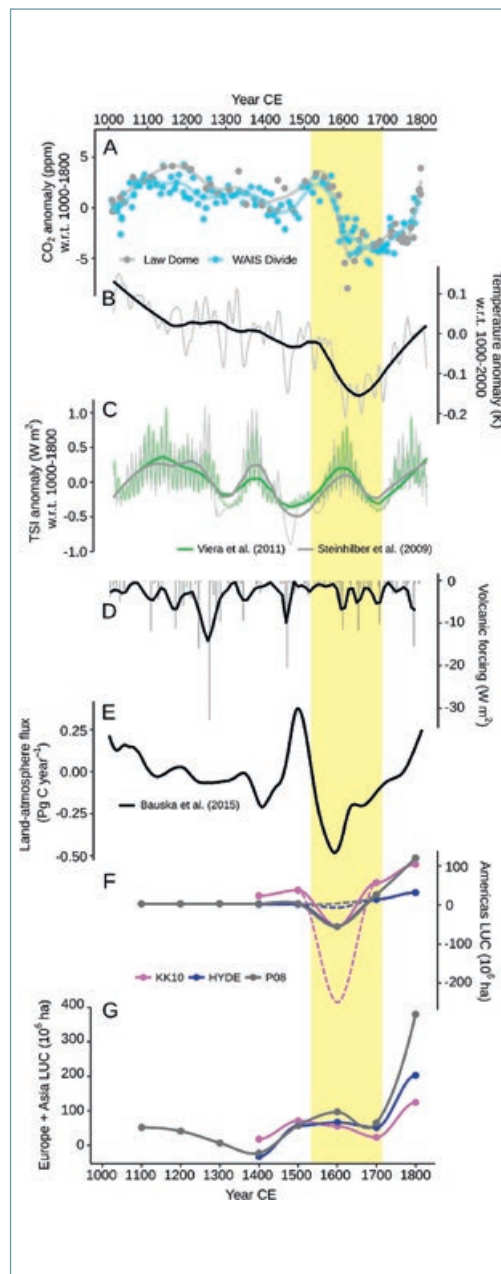 Year CE
1000 1100 1200 1300 1400 1500 1600 1700 1800
A
CO₂ anomaly (ppm)
w.r.t. 1000-1800
5
0
-5
Law Dome
WAIS Divide
B
Temperature anomaly (K)
w.r.t. 1000-2000
0.1
0.0
-0.1
-0.2
C
TSI anomaly (W m²)
w.r.t. 1000-1800
1.0
0.5
0.0
-0.5
-1.0
Viera et al. (2011)
Steinhilber et al. (2009)
D
Volcanic forcing (W m²)
0
-10
-20
-30
E
Land-atmosphere flux
(Pg C year⁻¹)
0.25
0.00
-0.25
-0.50
Bauska et al. (2015)
F
Americas LUC (10⁶ ha)
100
0
-100
-200
KK10
HYDE
P08
G
Europe + Asia LUC (10⁶ ha)
400
300
200
100
0
1000 1100 1200 1300 1400 1500 1600 1700 1800
Year CE